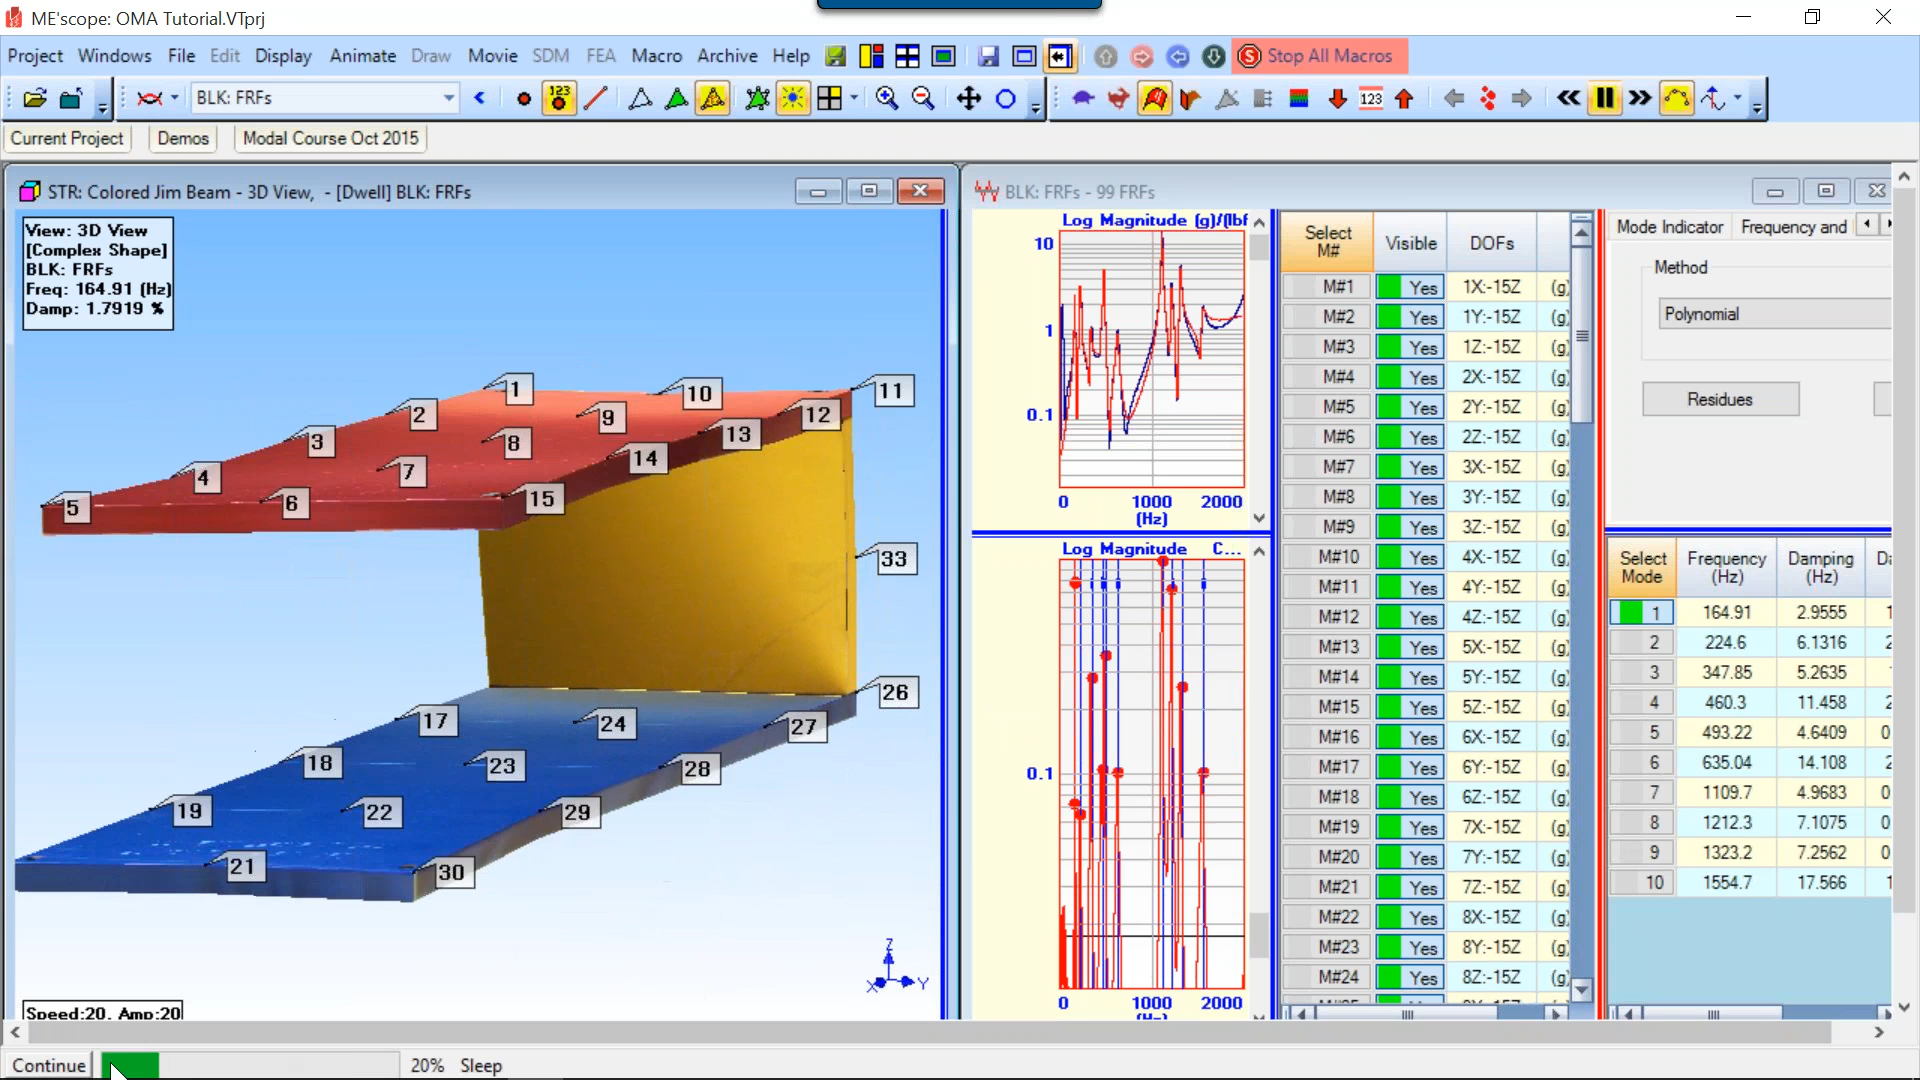 ME'scope: OMA Tutorial.VTprj
Project Windows File Edit Display Animate Draw Movie SDM FEA Macro Archive Help Stop All Macros
BLK: FRFs
123
123
Current Project Demos Modal Course Oct 2015
STR: Colored Jim Beam - 3D View, - [Dwell] BLK: FRFs
View: 3D View
[Complex Shape]
BLK: FRFs
Freq: 164.91 (Hz)
Damp: 1.7919 %
1
10
11
2
9
12
3
8
13
4
7
14
5
6
15
33
26
17
24
27
18
23
28
19
22
29
21
30
Z
X
Y
Speed:20, Amp:20
BLK: FRFs - 99 FRFs
Log Magnitude (g)/(lbf
10
1
0.1
0 1000 2000
(Hz)
Log Magnitude C...
0.1
0 1000 2000
Select M# Visible DOFs
M#1 Yes 1X:-15Z (g)
M#2 Yes 1Y:-15Z (g)
M#3 Yes 1Z:-15Z (g)
M#4 Yes 2X:-15Z (g)
M#5 Yes 2Y:-15Z (g)
M#6 Yes 2Z:-15Z (g)
M#7 Yes 3X:-15Z (g)
M#8 Yes 3Y:-15Z (g)
M#9 Yes 3Z:-15Z (g)
M#10 Yes 4X:-15Z (g)
M#11 Yes 4Y:-15Z (g)
M#12 Yes 4Z:-15Z (g)
M#13 Yes 5X:-15Z (g)
M#14 Yes 5Y:-15Z (g)
M#15 Yes 5Z:-15Z (g)
M#16 Yes 6X:-15Z (g)
M#17 Yes 6Y:-15Z (g)
M#18 Yes 6Z:-15Z (g)
M#19 Yes 7X:-15Z (g)
M#20 Yes 7Y:-15Z (g)
M#21 Yes 7Z:-15Z (g)
M#22 Yes 8X:-15Z (g)
M#23 Yes 8Y:-15Z (g)
M#24 Yes 8Z:-15Z (g)
Mode Indicator Frequency and
Method
Polynomial
Residues
Select Mode Frequency (Hz) Damping (Hz)
1 164.91 2.9555
2 224.6 6.1316
3 347.85 5.2635
4 460.3 11.458
5 493.22 4.6409
6 635.04 14.108
7 1109.7 4.9683
8 1212.3 7.1075
9 1323.2 7.2562
10 1554.7 17.566
Continue 20% Sleep